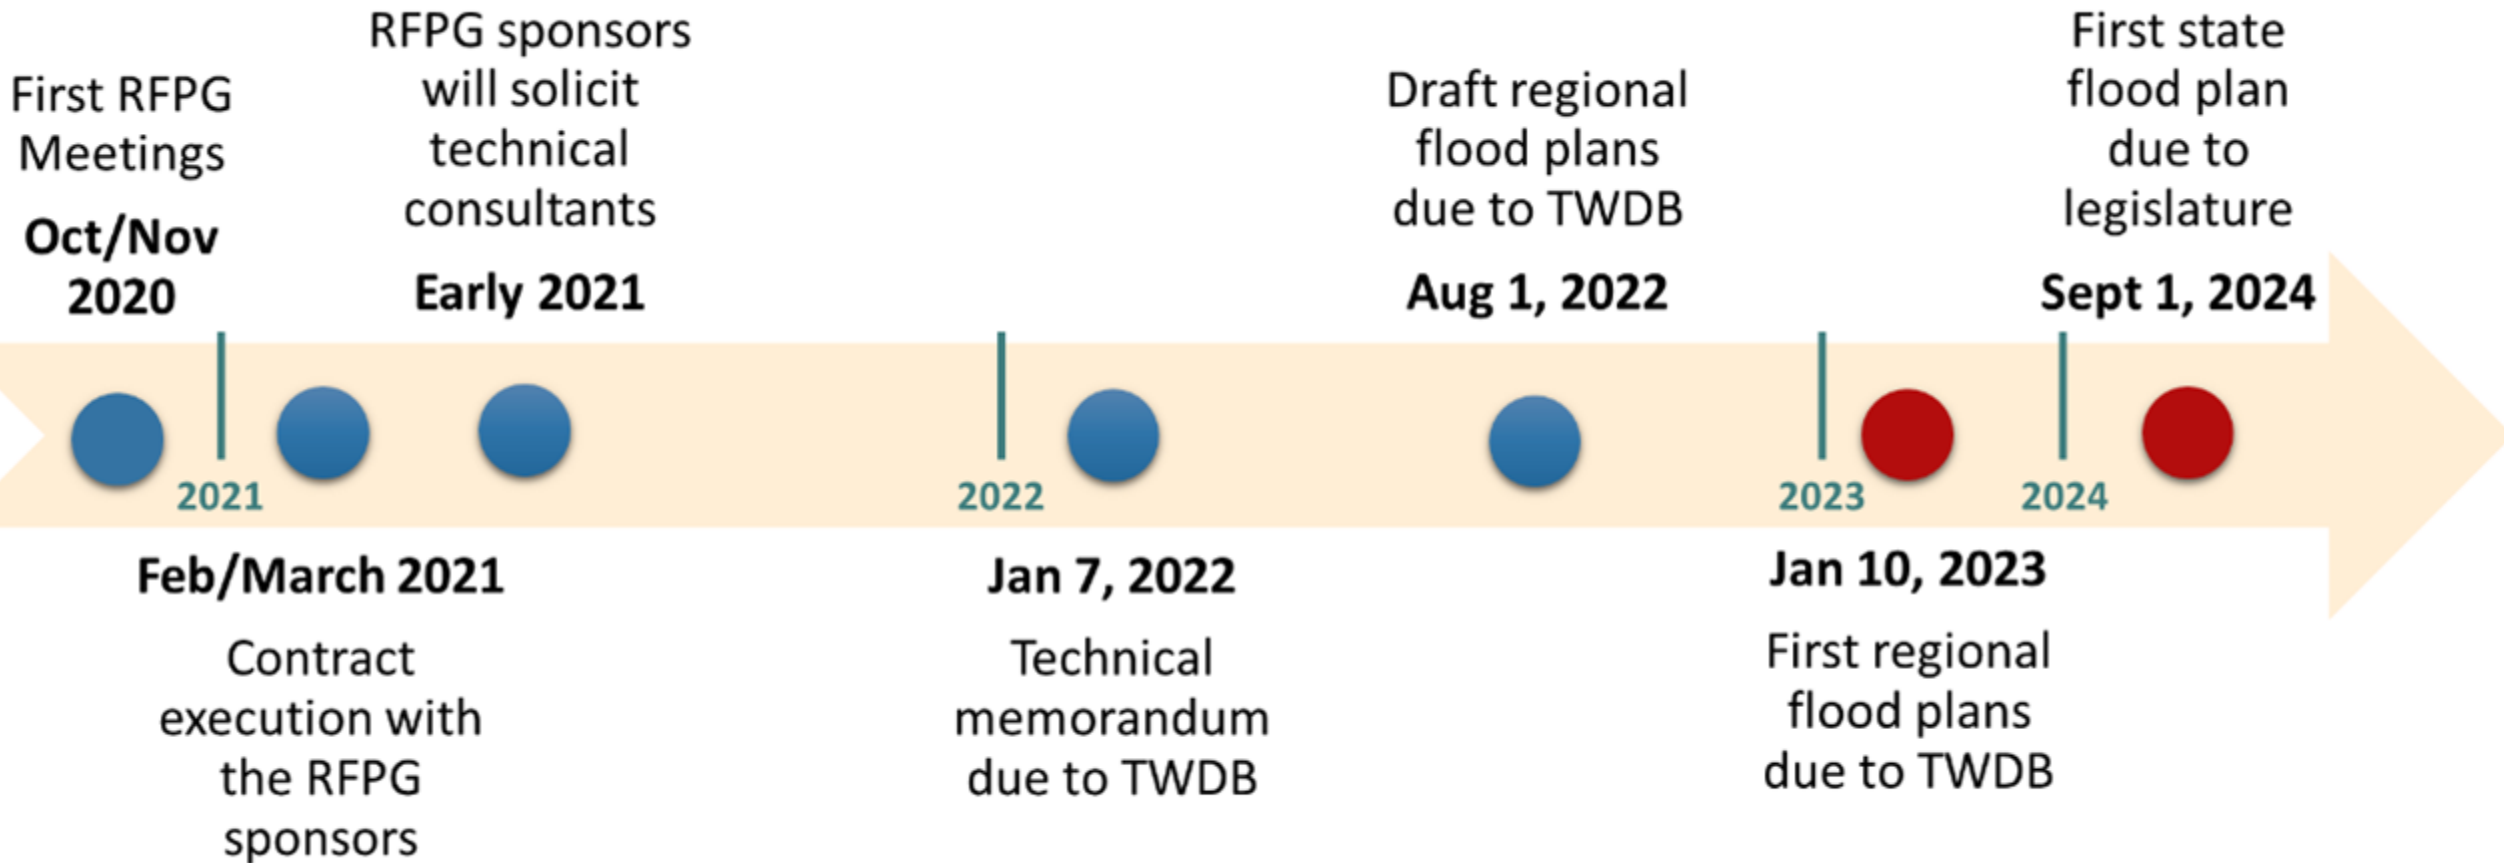 First RFPG
Meetings
Oct/Nov
2020
RFPG sponsors
will solicit
technical
consultants
Early 2021
Draft regional
flood plans
due to TWDB
Aug 1, 2022
First state
flood plan
due to
legislature
Sept 1, 2024
2021
2022
2023
2024
Feb/March 2021
Contract
execution with
the RFPG
sponsors
Jan 7, 2022
Technical
memorandum
due to TWDB
Jan 10, 2023
First regional
flood plans
due to TWDB